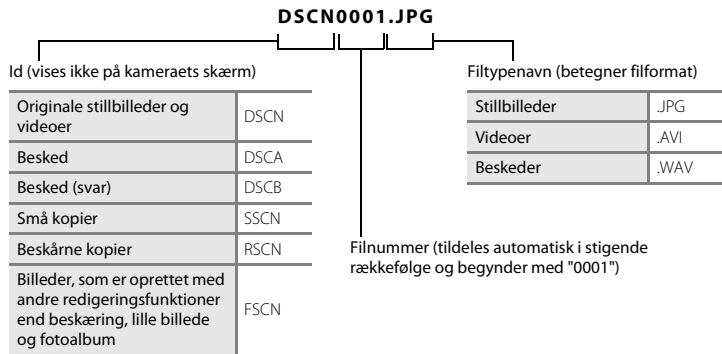 DSCN0001.JPG
Id (vises ikke på kameraets skærm)
Originale stillbilleder og
videoer
DSCN
Besked
DSCA
Besked (svar)
DSCB
Små kopier
SSCN
Beskårne kopier
RSCN
Billeder, som er oprettet med
andre redigeringsfunktioner
end beskæring, lille billede
og fotoalbum
FSCN
Filtypenavn (betegner filformat)
Stillbilleder
.JPG
Videoer
.AVI
Beskeder
.WAV
Filnummer (tildeles automatisk i stigende
rækkefølge og begynder med "0001")